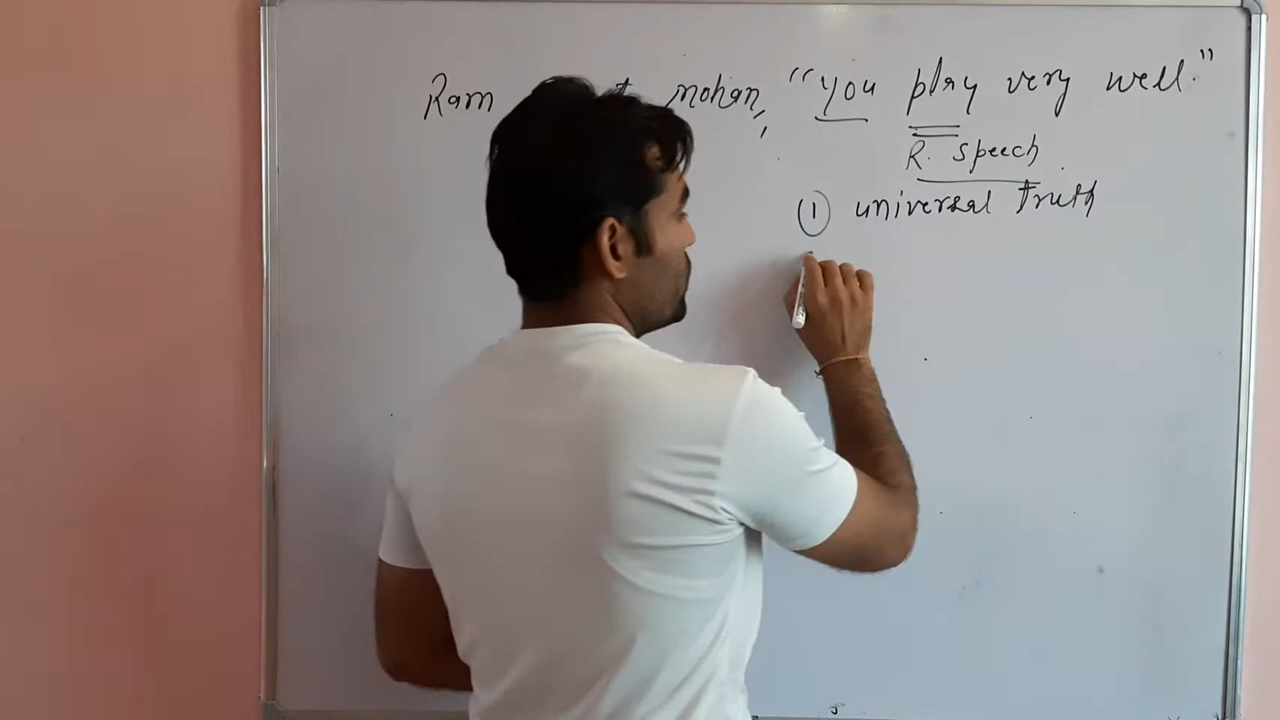 Ram mohan, "you play very well."
R. speech
(1) universal truth